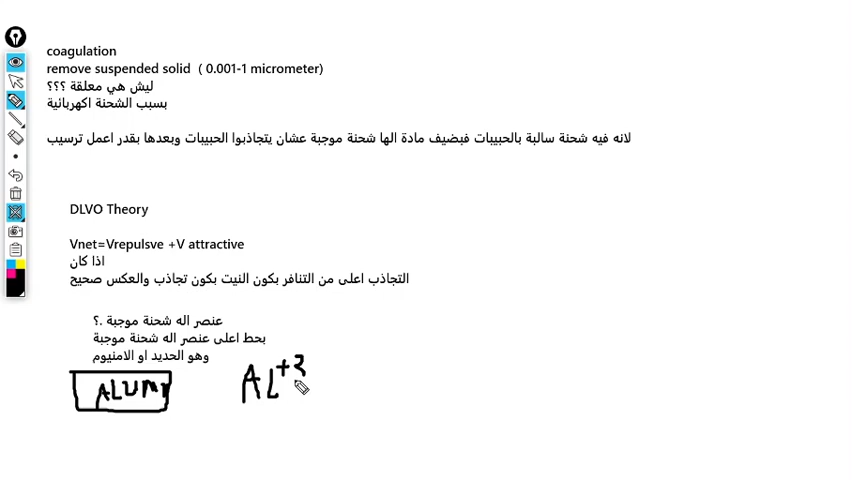 coagulation
remove suspended solid ( 0.001-1 micrometer)
ليش هي معلقة ؟؟؟
بسبب الشحنة اكهربائية
لانه فيه شحنة سالبة بالحبيبات فبضيف مادة الها شحنة موجبة عشان يتجاذبوا الحبيبات وبعدها بقدر اعمل ترسيب
DLVO Theory
Vnet=Vrepulsve +V attractive
اذا كان
التجاذب اعلى من التنافر بكون النيت بكون تجاذب والعكس صحيح
عنصر اله شحنة موجبة .؟
بحط اعلى عنصر اله شحنة موجبة
وهو الحديد او الامنيوم
ALUM AL+3